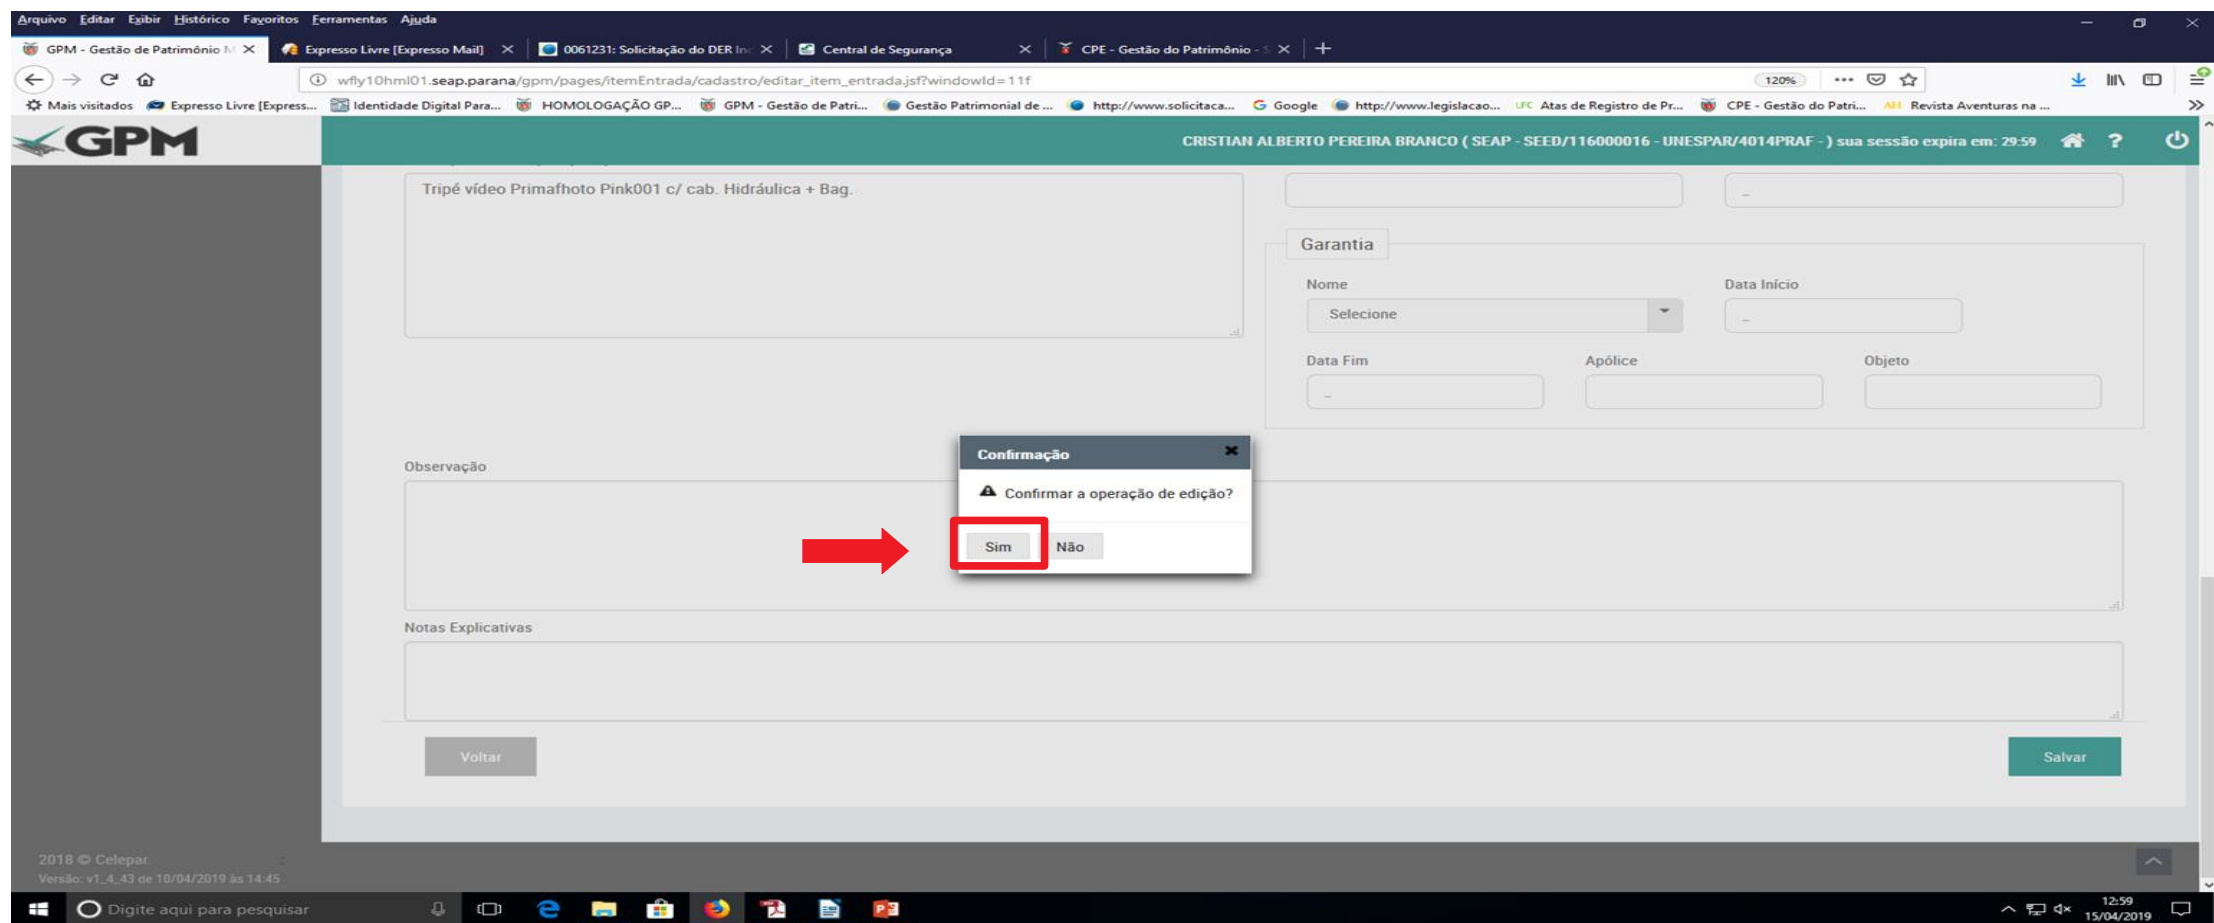 Arquivo Editar Exibir Histórico Favoritos Ferramentas Ajuda
GPM - Gestão de Patrimônio M
Expresso Livre [Expresso Mail]
0061231: Solicitação do DER Inc
Central de Segurança
CPE - Gestão do Patrimônio - S
wfly10hml01.seap.parana/gpm/pages/itemEntrada/cadastro/editar_item_entrada.jsf?windowId=11f
120%
Mais visitados
Expresso Livre [Express...
Identidade Digital Para...
HOMOLOGAÇÃO GP...
GPM - Gestão de Patri...
Gestão Patrimonial de ...
http://www.solicitaca...
Google
http://www.legislacao...
Atas de Registro de Pr...
CPE - Gestão do Patri...
Revista Aventuras na ...
GPM
CRISTIAN ALBERTO PEREIRA BRANCO ( SEAP - SEED/116000016 - UNESPAR/4014PRAF - ) sua sessão expira em: 29:59
Tripé vídeo Primafhoto Pink001 c/ cab. Hidráulica + Bag.
Garantia
Nome
Data Início
Selecione
Data Fim
Apólice
Objeto
Observação
Confirmação
Confirmar a operação de edição?
Sim
Não
Notas Explicativas
Voltar
Salvar
2018 © Celepar.
Versão: v1_4_43 de 10/04/2019 às 14:45
Digite aqui para pesquisar
12:59
15/04/2019